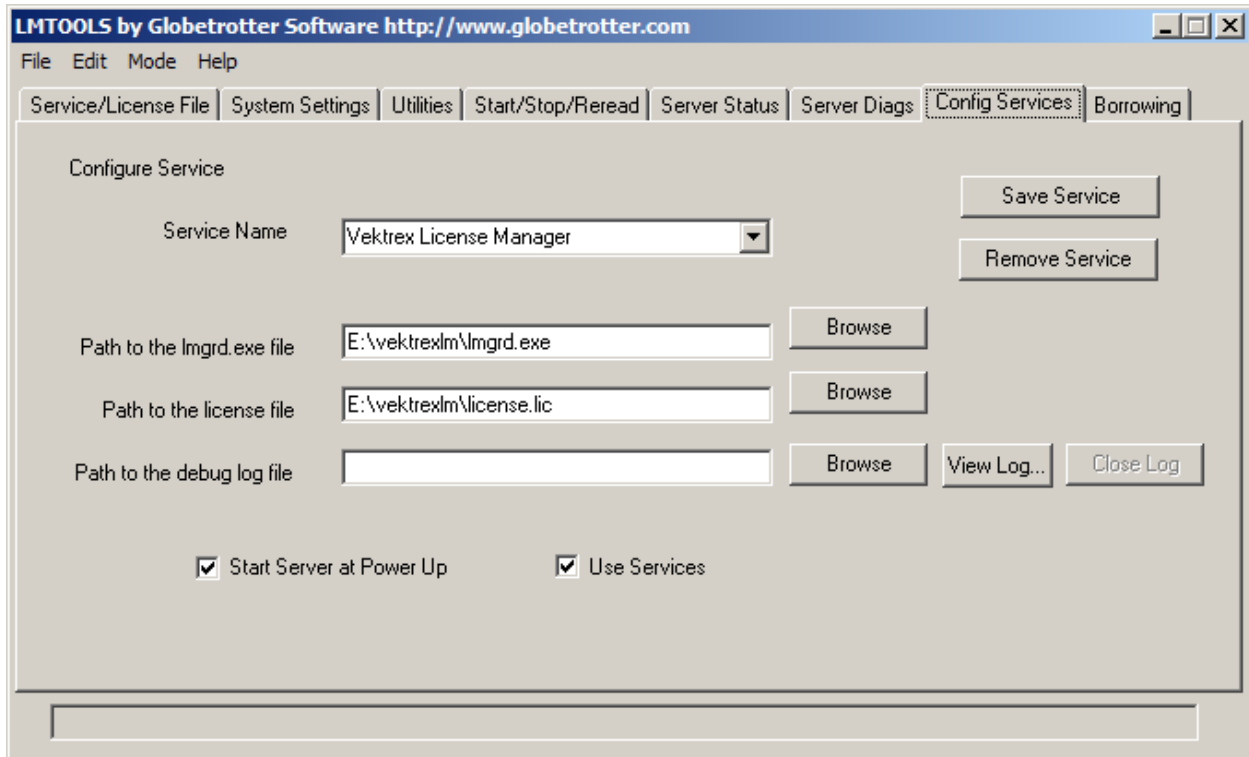 LMTOOLS by Globetrotter Software http://www.globetrotter.com
File Edit Mode Help
Service/License File System Settings Utilities Start/Stop/Reread Server Status Server Diags Config Services Borrowing
Configure Service
Save Service
Service Name Vektrex License Manager
Remove Service
Path to the lmgrd.exe file E:\vektrexlm\lmgrd.exe Browse
Path to the license file E:\vektrexlm\license.lic Browse
Path to the debug log file Browse View Log... Close Log
Start Server at Power Up Use Services